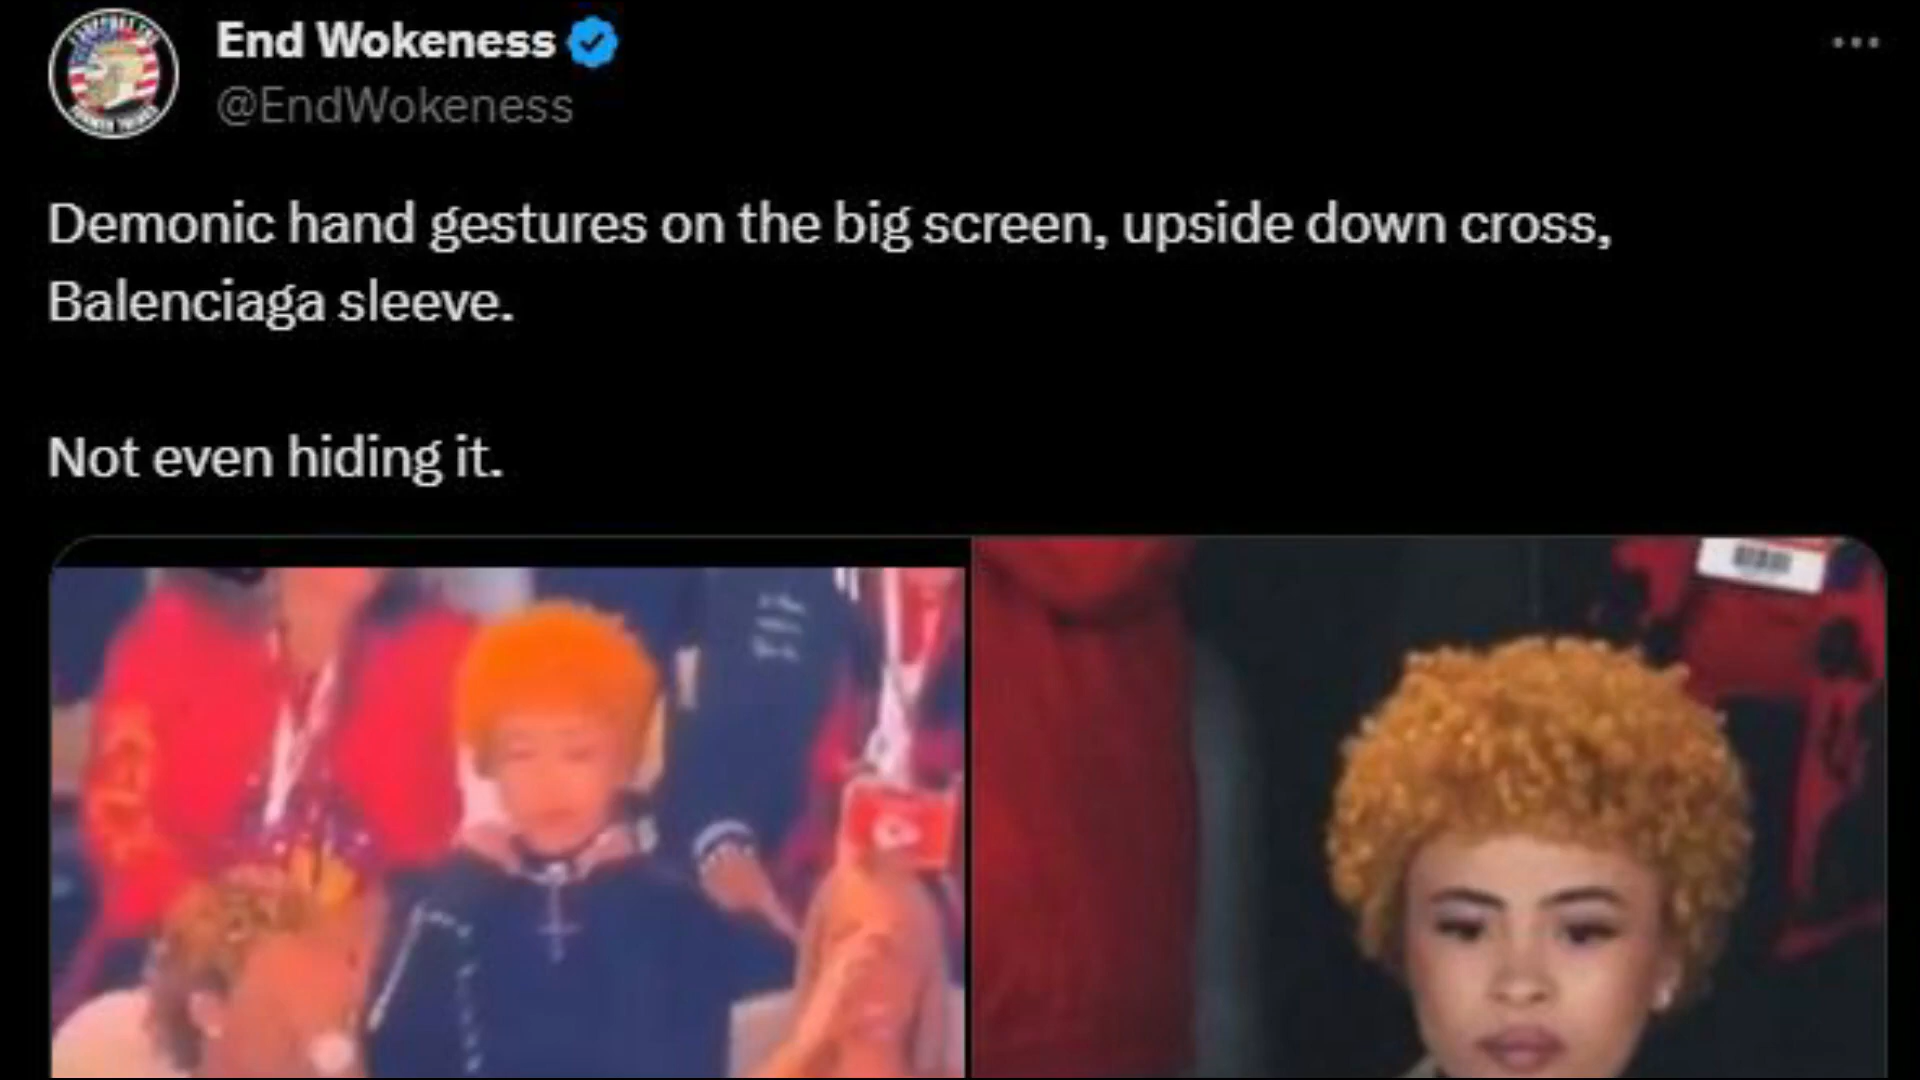 End Wokeness
@EndWokeness
Demonic hand gestures on the big screen, upside down cross,
Balenciaga sleeve.
Not even hiding it.